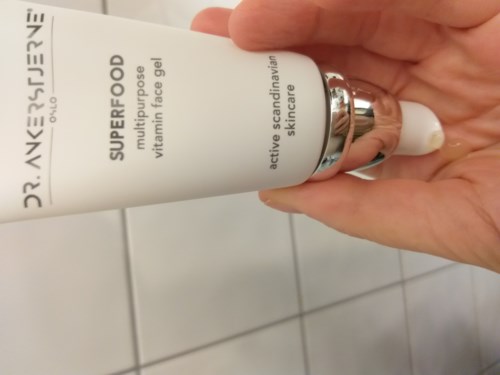 DR. ANKERSTJERNE
OSLO
SUPERFOOD
multipurpose
vitamin face gel
active scandinavian
skincare